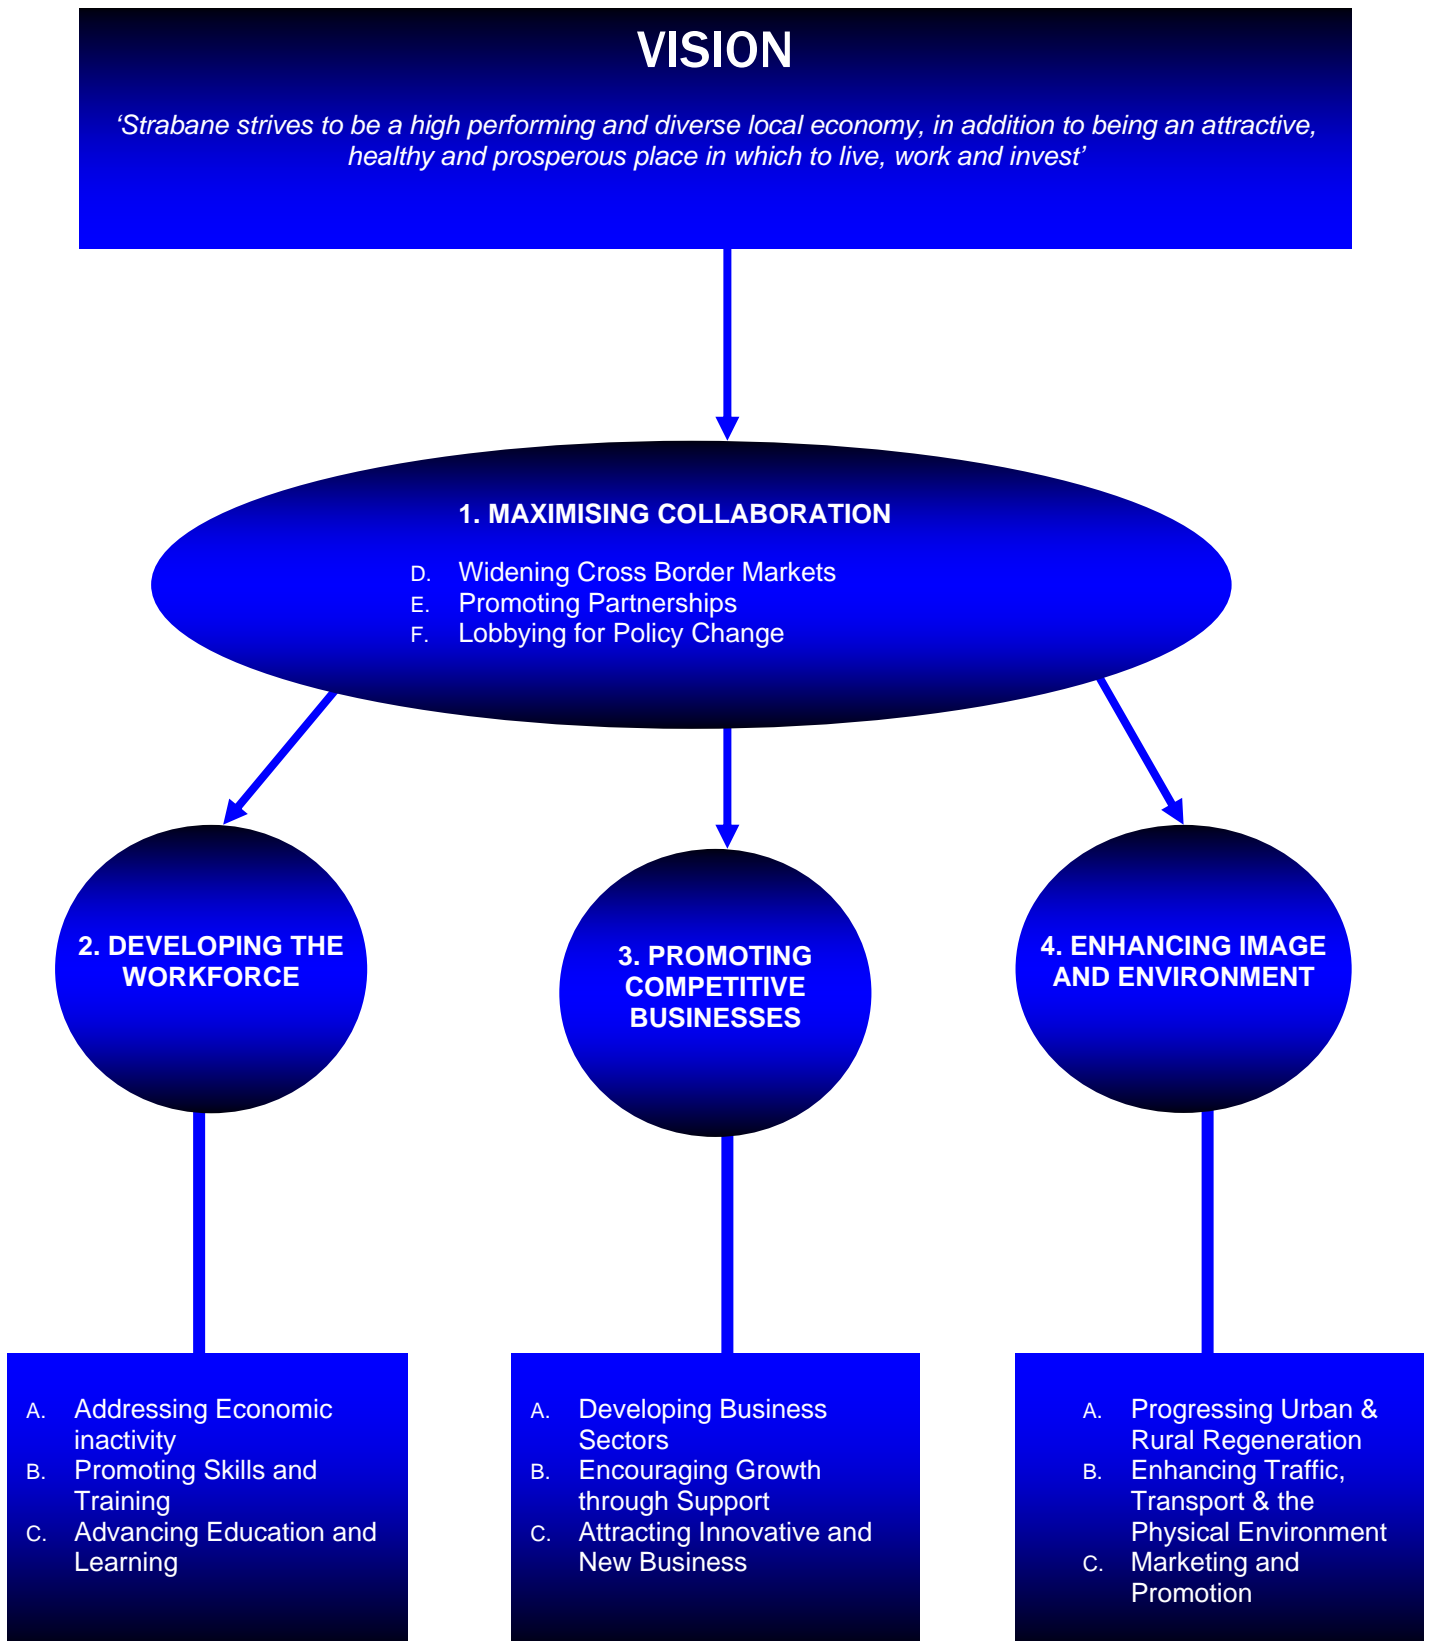 VISION
‘Strabane strives to be a high performing and diverse local economy, in addition to being an attractive,
healthy and prosperous place in which to live, work and invest’
1. MAXIMISING COLLABORATION
D. Widening Cross Border Markets
E. Promoting Partnerships
F. Lobbying for Policy Change
2. DEVELOPING THE
WORKFORCE
3. PROMOTING
COMPETITIVE
BUSINESSES
4. ENHANCING IMAGE
AND ENVIRONMENT
A. Addressing Economic
inactivity
B. Promoting Skills and
Training
C. Advancing Education and
Learning
A. Developing Business
Sectors
B. Encouraging Growth
through Support
C. Attracting Innovative and
New Business
A. Progressing Urban &
Rural Regeneration
B. Enhancing Traffic,
Transport & the
Physical Environment
C. Marketing and
Promotion